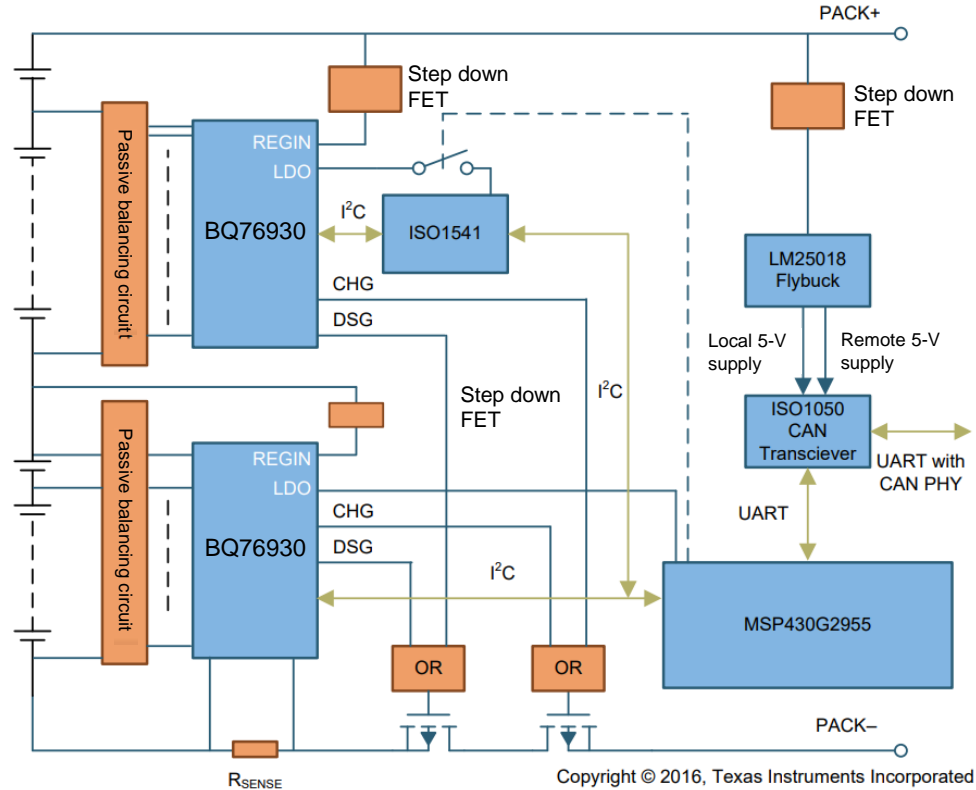 PACK+
Step down
FET
Step down
FET
Passive balancing circuitt
REGIN
LDO
BQ76930
I²C
ISO1541
LM25018
Flybuck
CHG
DSG
Local 5-V
supply
Remote 5-V
supply
Step down
FET
I²C
ISO1050
CAN
Transciever
UART with
CAN PHY
Passive balancing circuit
REGIN
LDO
BQ76930
CHG
DSG
UART
I²C
MSP430G2955
OR
OR
PACK–
RSENSE
Copyright © 2016, Texas Instruments Incorporated